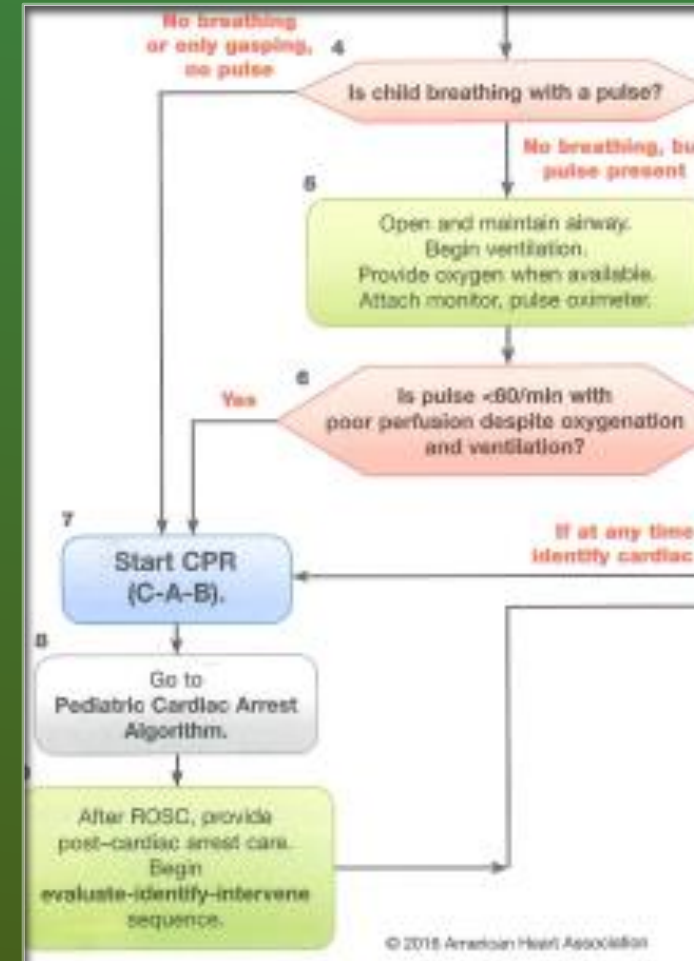 No breathing
or only gasping,
no pulse
4
Is child breathing with a pulse?
No breathing, bu
pulse present
5
Open and maintain airway.
Begin ventilation.
Provide oxygen when available.
Attach monitor, pulse oximeter.
6
Is pulse <60/min with
poor perfusion despite oxygenation
and ventilation?
Yes
7
Start CPR
(C-A-B).
If at any time
identify cardiac
8
Go to
Pediatric Cardiac Arrest
Algorithm.
After ROSC, provide
post–cardiac arrest care.
Begin
evaluate-identify-intervene
sequence.
© 2016 American Heart Association